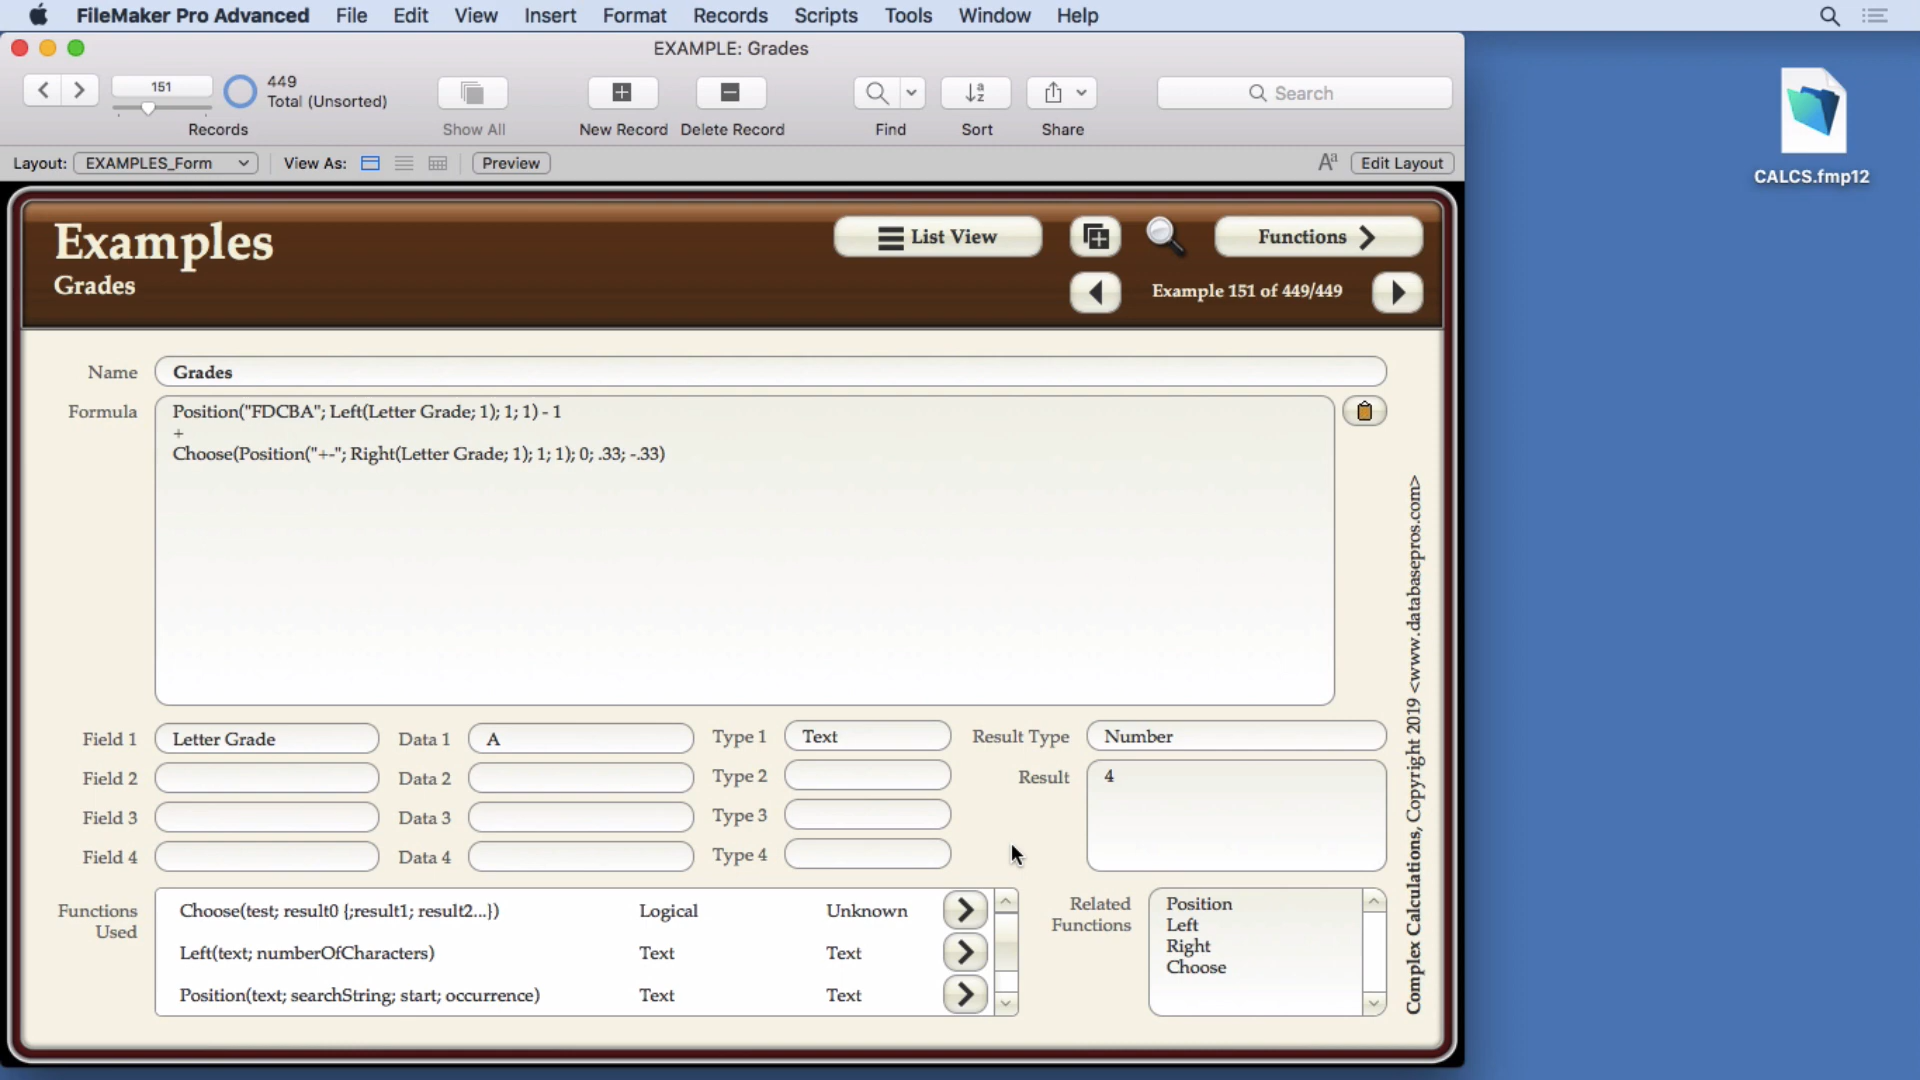 FileMaker Pro Advanced File Edit View Insert Format Records Scripts Tools Window Help
EXAMPLE: Grades
151
449
Total (Unsorted)
Records
Show All
New Record
Delete Record
Find
Sort
Share
Search
Layout: EXAMPLES_Form View As: Preview Aa Edit Layout
CALCS.fmp12
Examples
Grades
List View
Functions
Example 151 of 449/449
Name Grades
Formula Position("FDCBA"; Left(Letter Grade; 1); 1; 1) - 1
+
Choose(Position("+-"; Right(Letter Grade; 1); 1; 1); 0; .33; -.33)
Field 1 Letter Grade Data 1 A Type 1 Text Result Type Number
Field 2 Data 2 Type 2 Result 4
Field 3 Data 3 Type 3
Field 4 Data 4 Type 4
Functions Used
Choose(test; result0 {;result1; result2...}) Logical Unknown
Left(text; numberOfCharacters) Text Text
Position(text; searchString; start; occurrence) Text Text
Related Functions
Position
Left
Right
Choose
Complex Calculations, Copyright 2019 <www.databasepros.com>